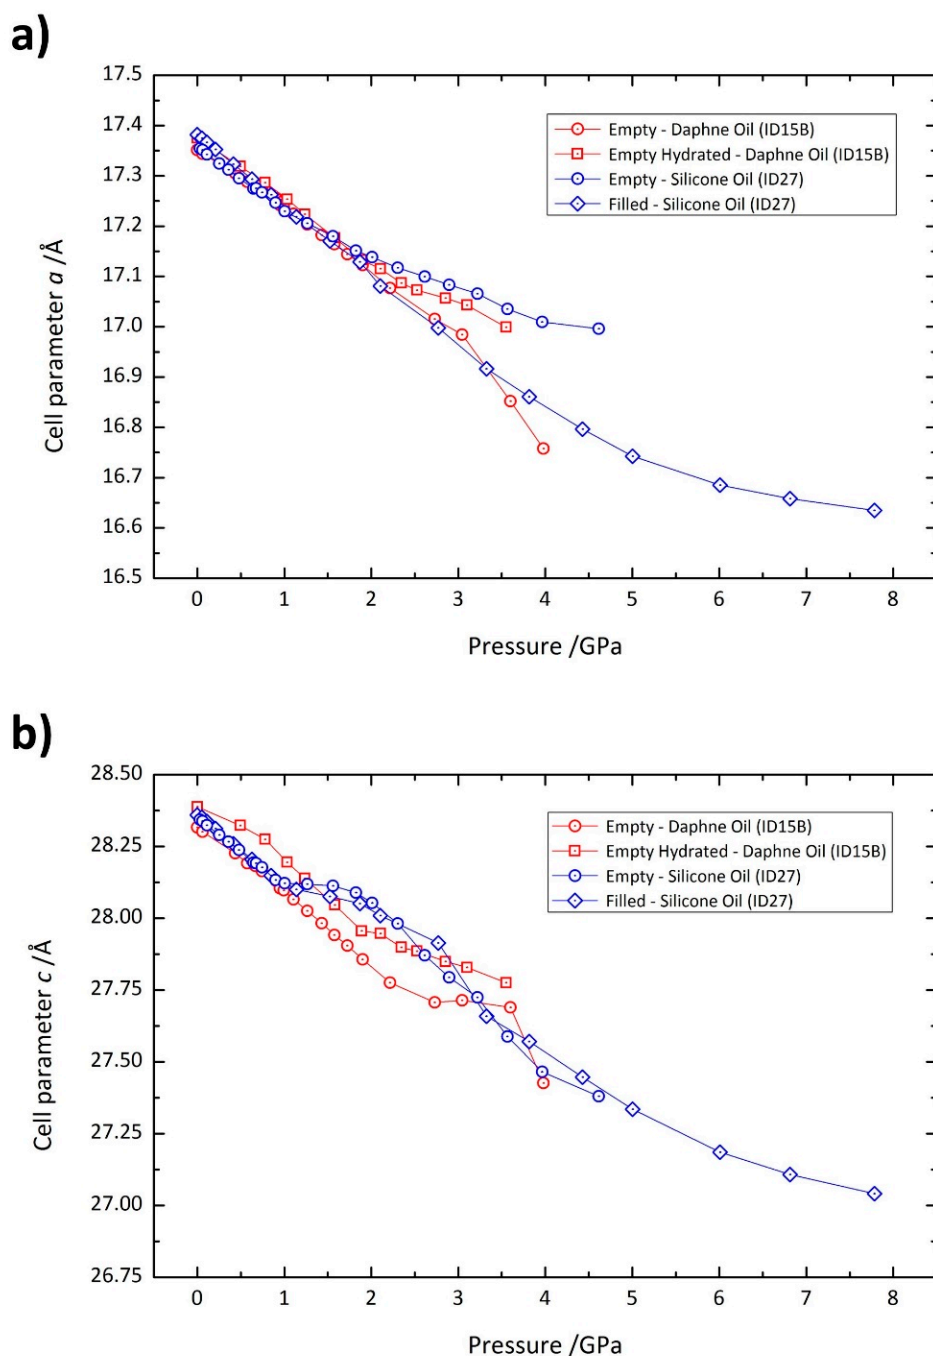 a)
17.5
17.4
17.3
17.2
17.1
17.0
16.9
16.8
16.7
16.6
16.5
Cell parameter a /Å
Empty - Daphne Oil (ID15B)
Empty Hydrated - Daphne Oil (ID15B)
Empty - Silicone Oil (ID27)
Filled - Silicone Oil (ID27)
0 1 2 3 4 5 6 7 8
Pressure /GPa
b)
28.50
28.25
28.00
27.75
27.50
27.25
27.00
26.75
Cell parameter c /Å
Empty - Daphne Oil (ID15B)
Empty Hydrated - Daphne Oil (ID15B)
Empty - Silicone Oil (ID27)
Filled - Silicone Oil (ID27)
0 1 2 3 4 5 6 7 8
Pressure /GPa